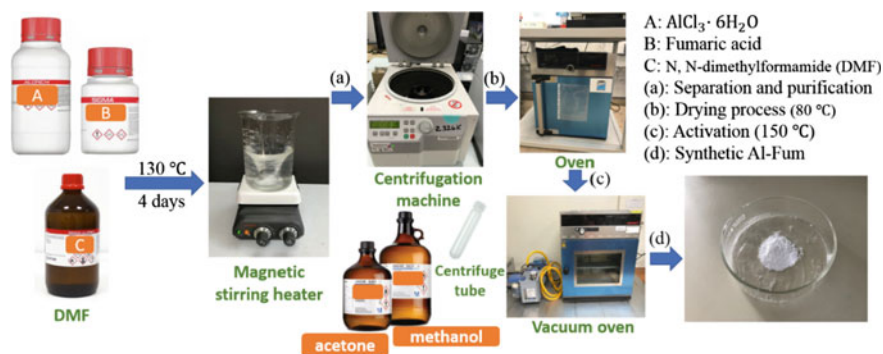 A
B
C
DMF
130 ℃
4 days
Magnetic
stirring heater
(a)
Centrifugation
machine
acetone
methanol
Centrifuge
tube
(b)
Oven
(c)
Vacuum oven
(d)
A: AlCl₃· 6H₂O
B: Fumaric acid
C: N, N-dimethylformamide (DMF)
(a): Separation and purification
(b): Drying process (80 ℃)
(c): Activation (150 ℃)
(d): Synthetic Al-Fum